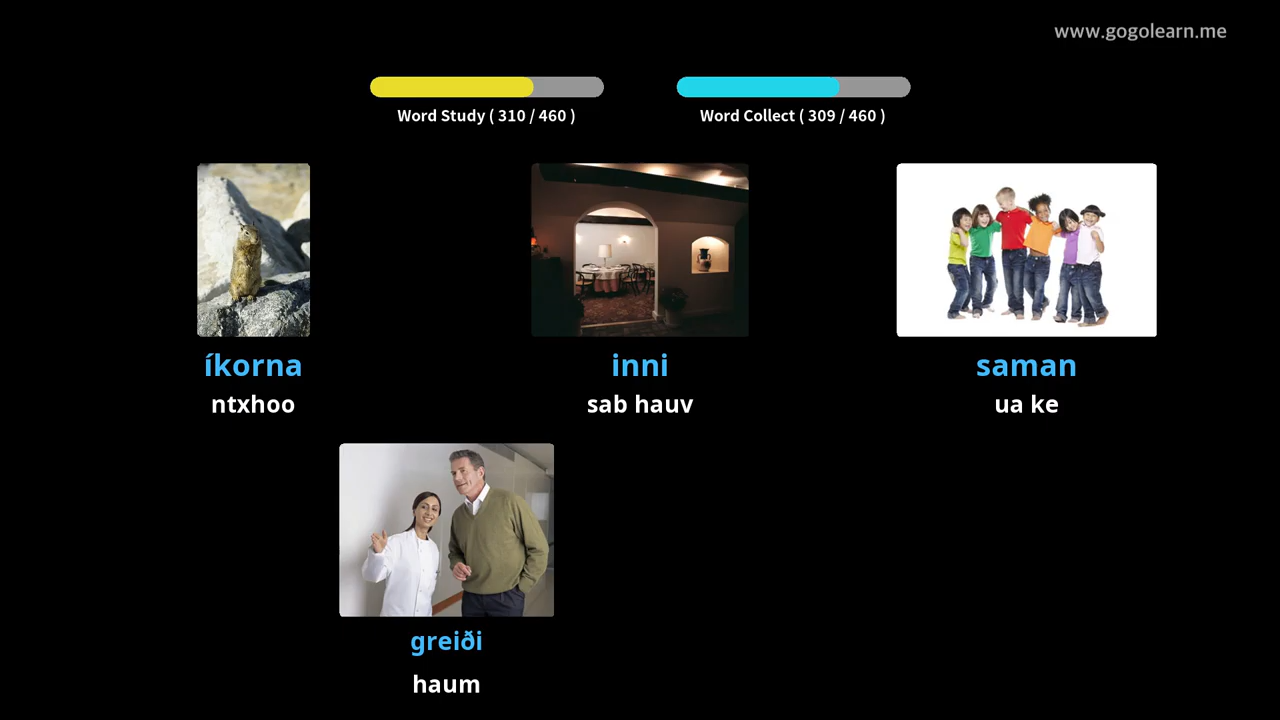 www.gogolearn.me
Word Study ( 310 / 460 )
Word Collect ( 309 / 460 )
íkorna
inni
saman
ntxhoo
sab hauv
ua ke
greiði
haum